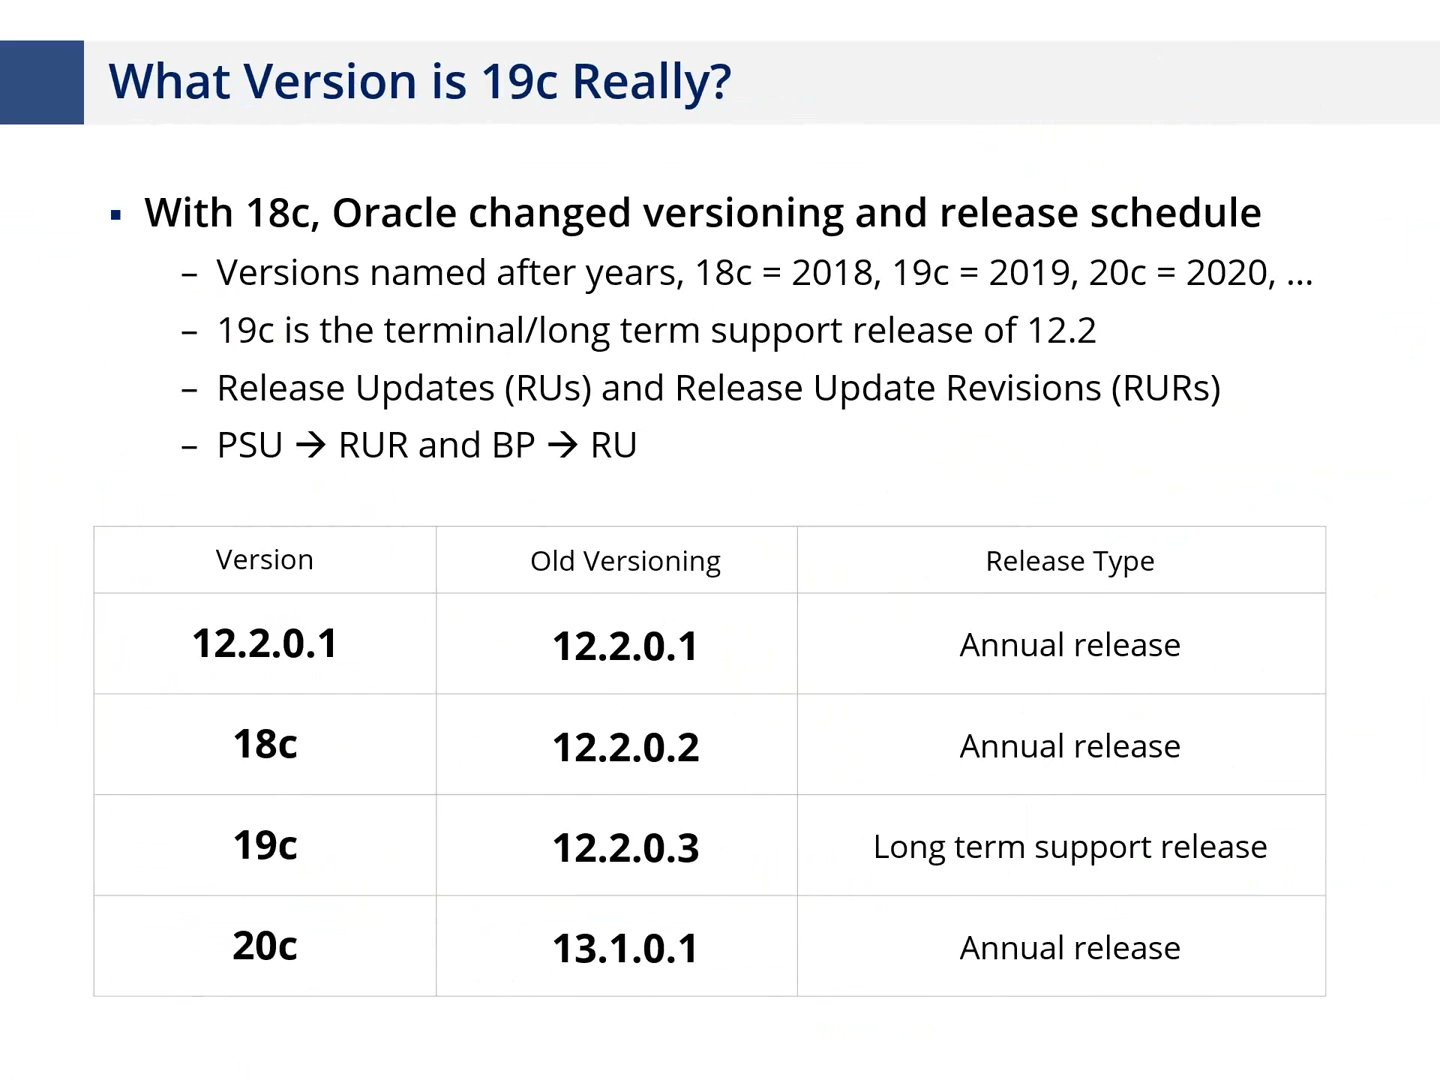 What Version is 19c Really?
▪ With 18c, Oracle changed versioning and release schedule
– Versions named after years, 18c = 2018, 19c = 2019, 20c = 2020, ...
– 19c is the terminal/long term support release of 12.2
– Release Updates (RUs) and Release Update Revisions (RURs)
– PSU → RUR and BP → RU
Version Old Versioning Release Type
12.2.0.1 12.2.0.1 Annual release
18c 12.2.0.2 Annual release
19c 12.2.0.3 Long term support release
20c 13.1.0.1 Annual release